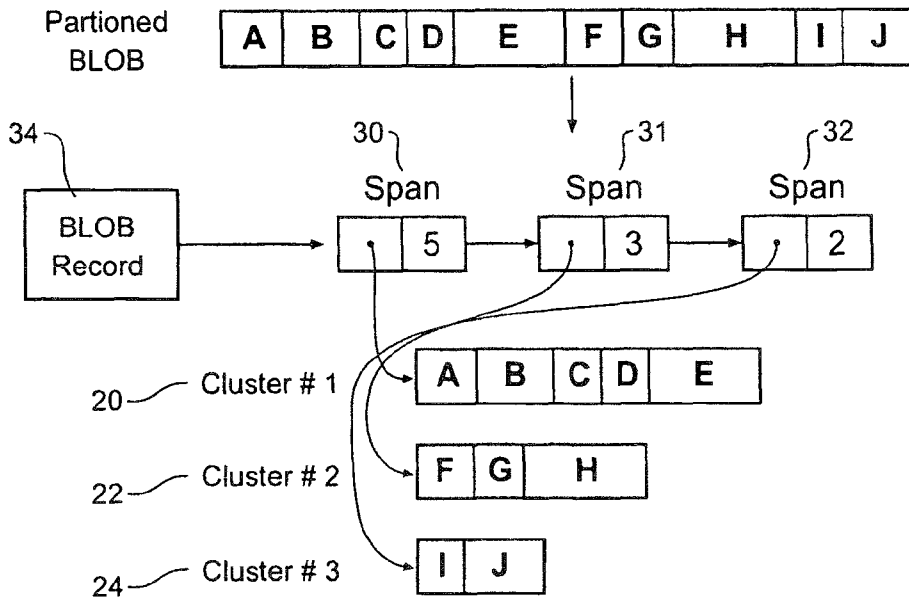 Partioned
BLOB
A B C D E F G H I J
34
30
31
32
Span
Span
Span
BLOB
Record
5
3
2
20
Cluster # 1
A B C D E
22
Cluster # 2
F G H
24
Cluster # 3
I J